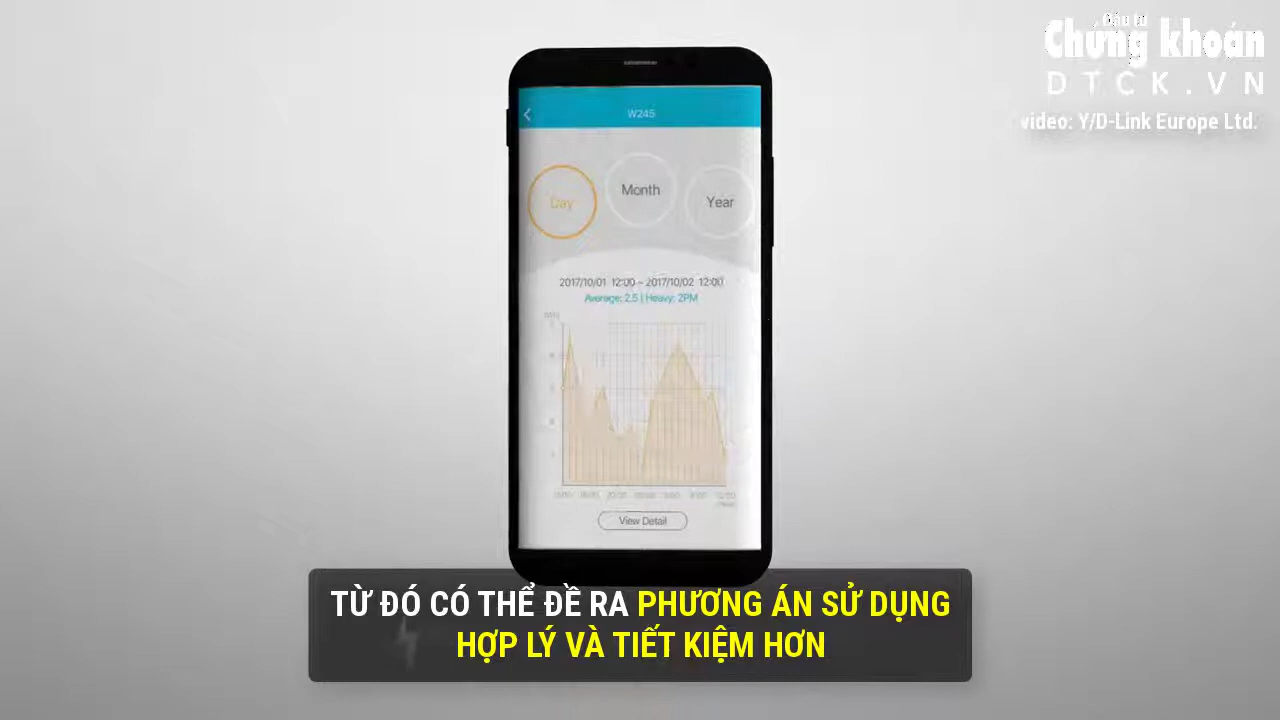 Đầu tư
Chứng khoán
DTCK.VN
video: Y/D-Link Europe Ltd.
W245
Day
Month
Year
2017/10/01 12:00 ~ 2017/10/02 12:00
Average: 2.5 | Heavy: 2PM
View Detail
TỪ ĐÓ CÓ THỂ ĐỀ RA PHƯƠNG ÁN SỬ DỤNG
HỢP LÝ VÀ TIẾT KIỆM HƠN